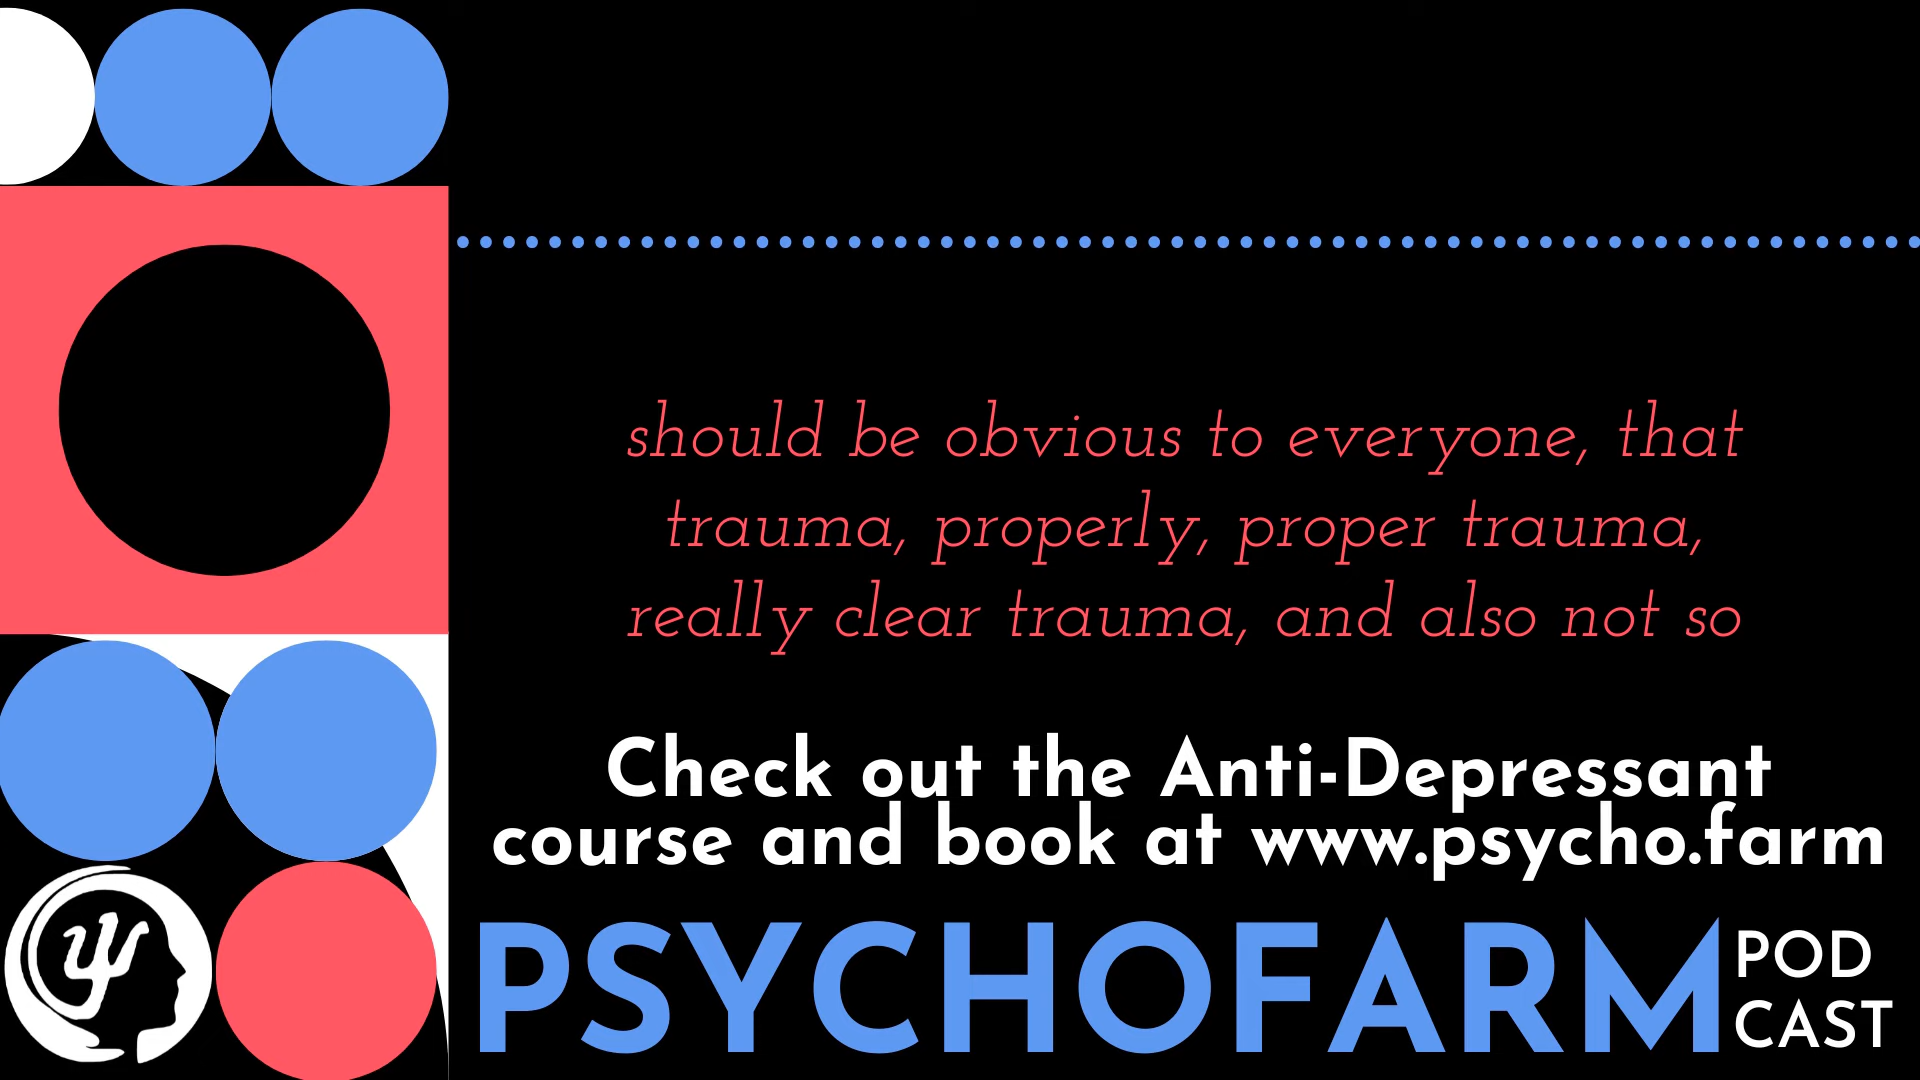 should be obvious to everyone, that
trauma, properly, proper trauma,
really clear trauma, and also not so
Check out the Anti-Depressant
course and book at www.psycho.farm
PSYCHOFARM
POD
CAST
ψ